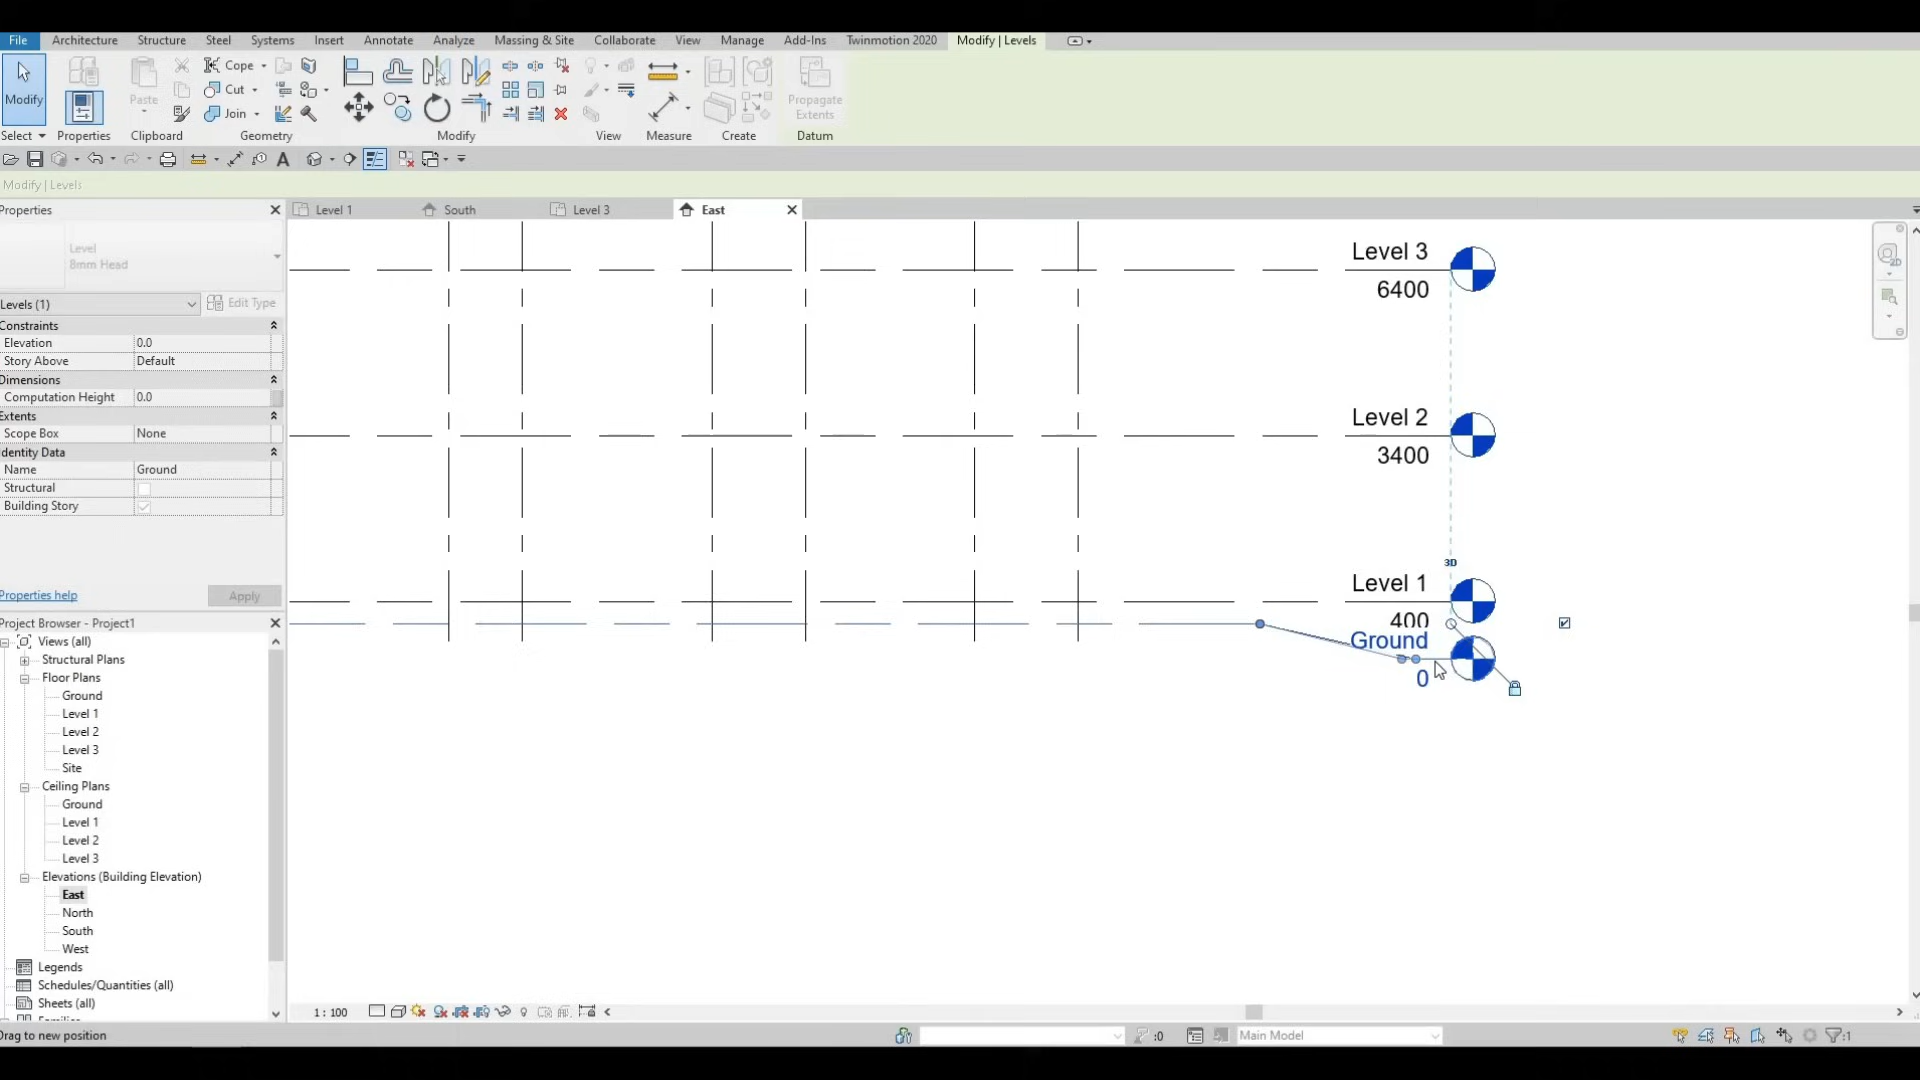 File Architecture Structure Steel Systems Insert Annotate Analyze Massing & Site Collaborate View Manage Add-Ins Twinmotion 2020 Modify | Levels
Modify
Paste
Cope
Cut
Join
Propagate
Extents
Select Properties Clipboard Geometry Modify View Measure Create Datum
Modify | Levels
Properties
Level 1 South Level 3 East
Level
8mm Head
Levels (1) Edit Type
Constraints
Elevation 0.0
Story Above Default
Dimensions
Computation Height 0.0
Extents
Scope Box None
Identity Data
Name Ground
Structural
Building Story
Properties help Apply
Project Browser - Project1
Views (all)
Structural Plans
Floor Plans
Ground
Level 1
Level 2
Level 3
Site
Ceiling Plans
Ground
Level 1
Level 2
Level 3
Elevations (Building Elevation)
East
North
South
West
Legends
Schedules/Quantities (all)
Sheets (all)
Level 3
6400
Level 2
3400
3D
Level 1
400
Ground
0
2D
1 : 100
Drag to new position
:0
Main Model
:1